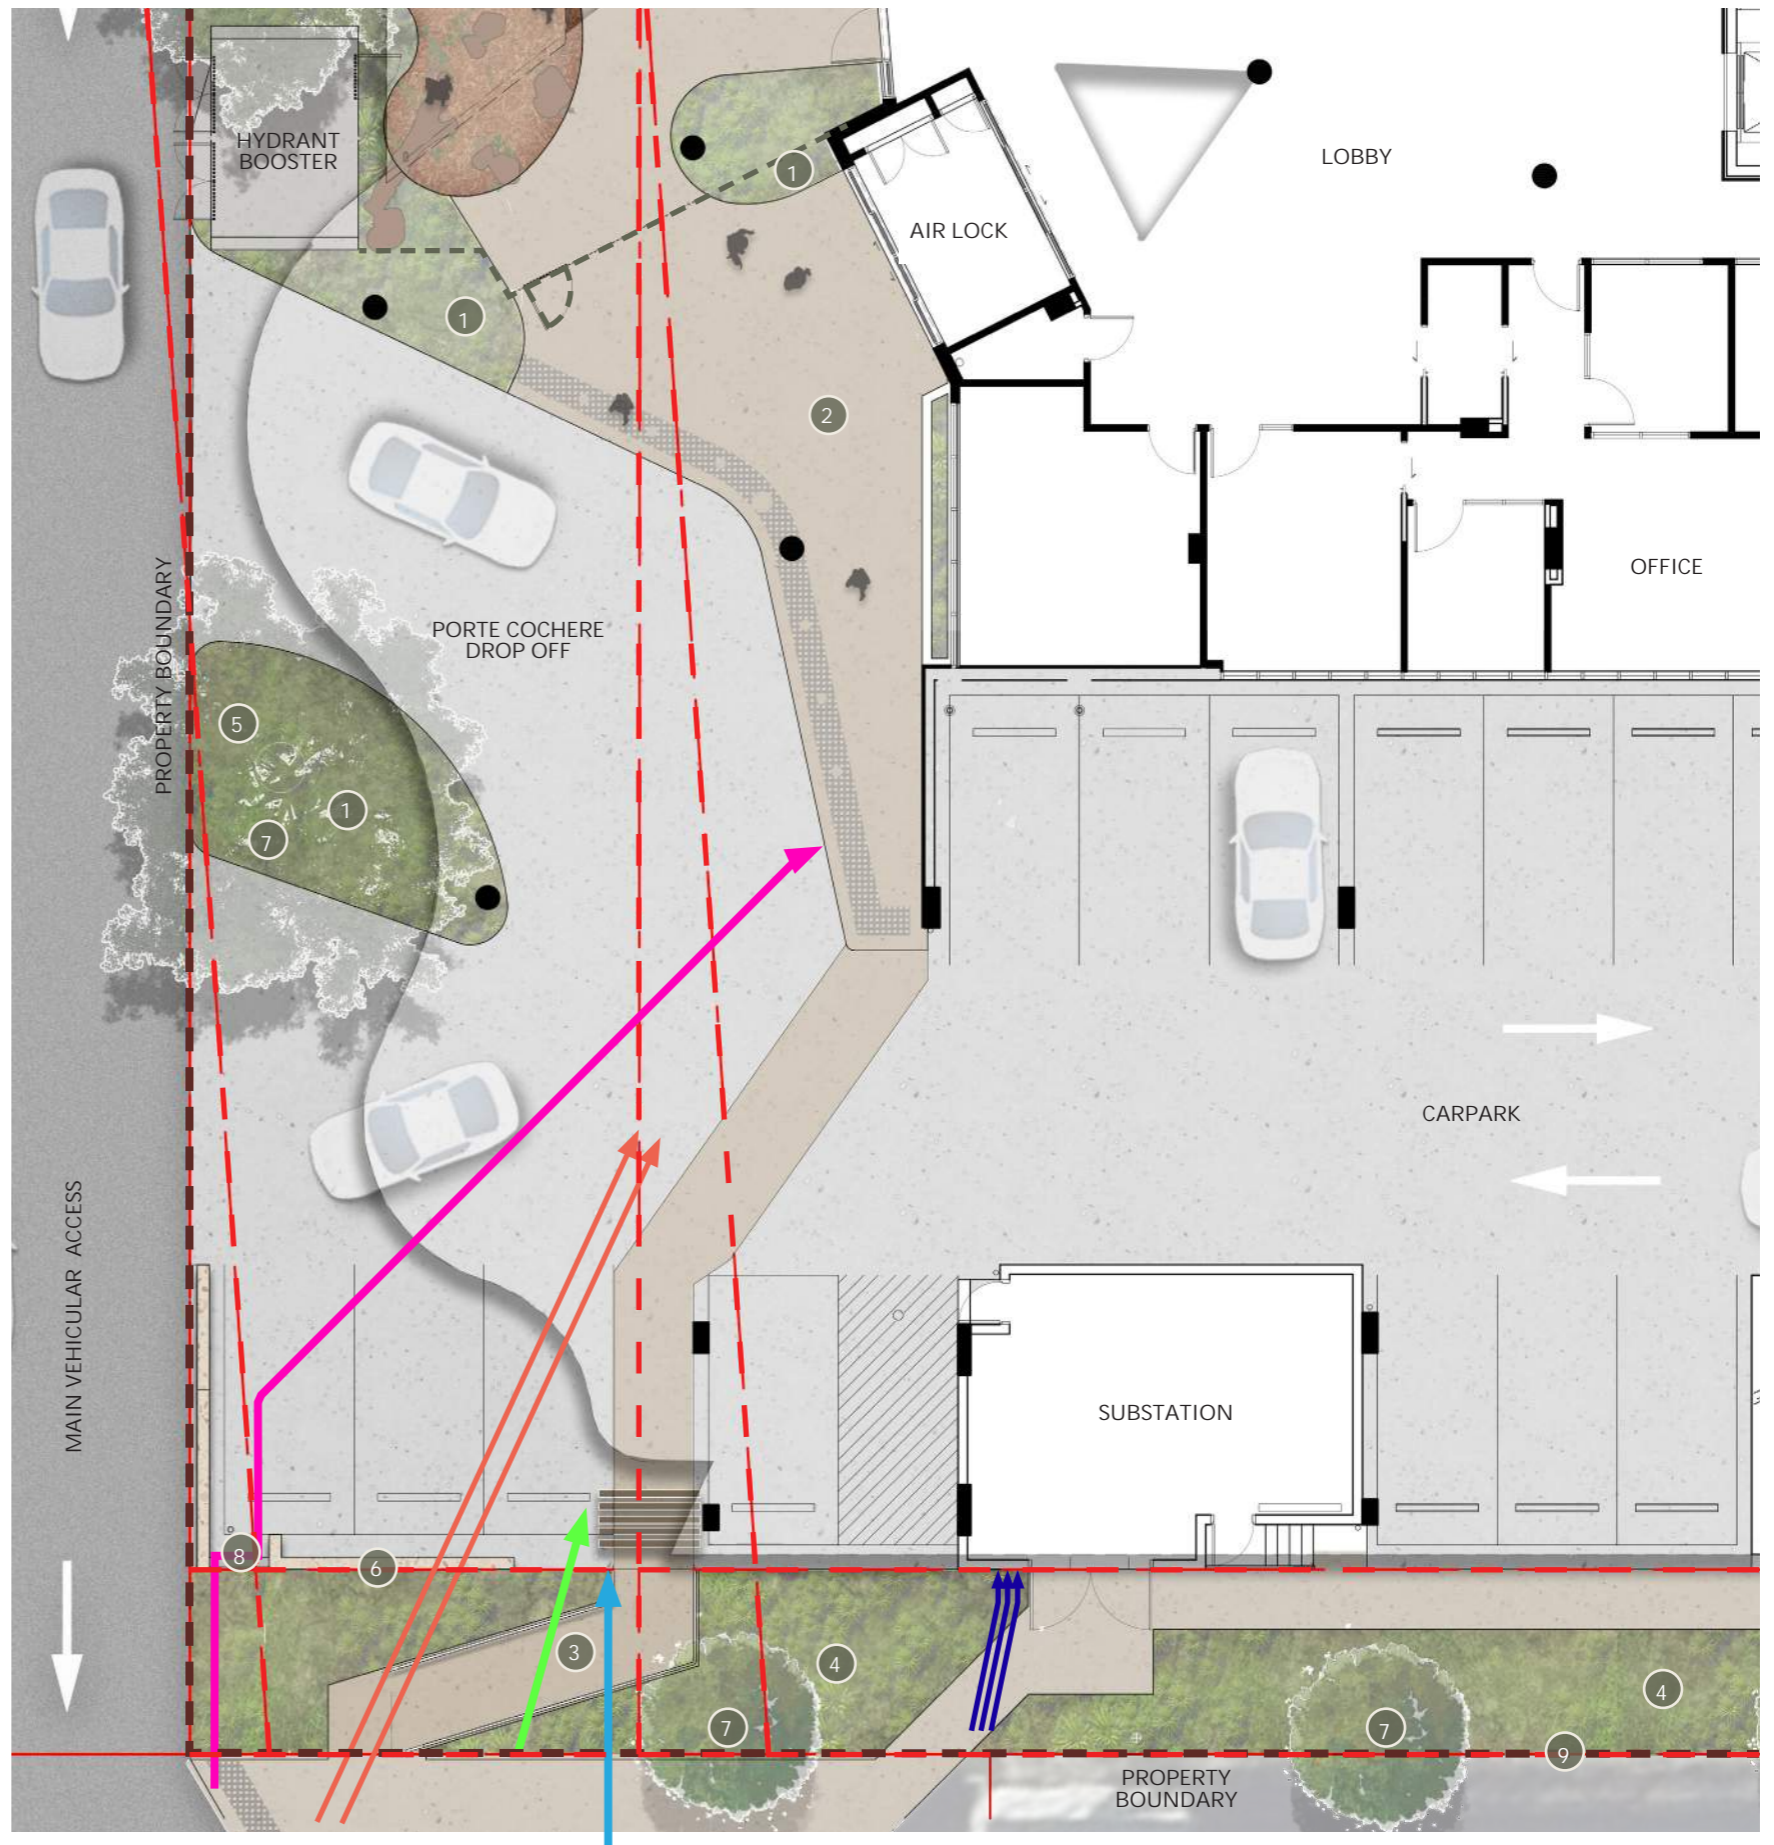 HYDRANT
BOOSTER
1
LOBBY
AIR LOCK
1
2
OFFICE
PROPERTY BOUNDARY
PORTE COCHERE
DROP OFF
5
1
7
CARPARK
MAIN VEHICULAR ACCESS
SUBSTATION
8
6
3
4
4
7
7
9
PROPERTY
BOUNDARY